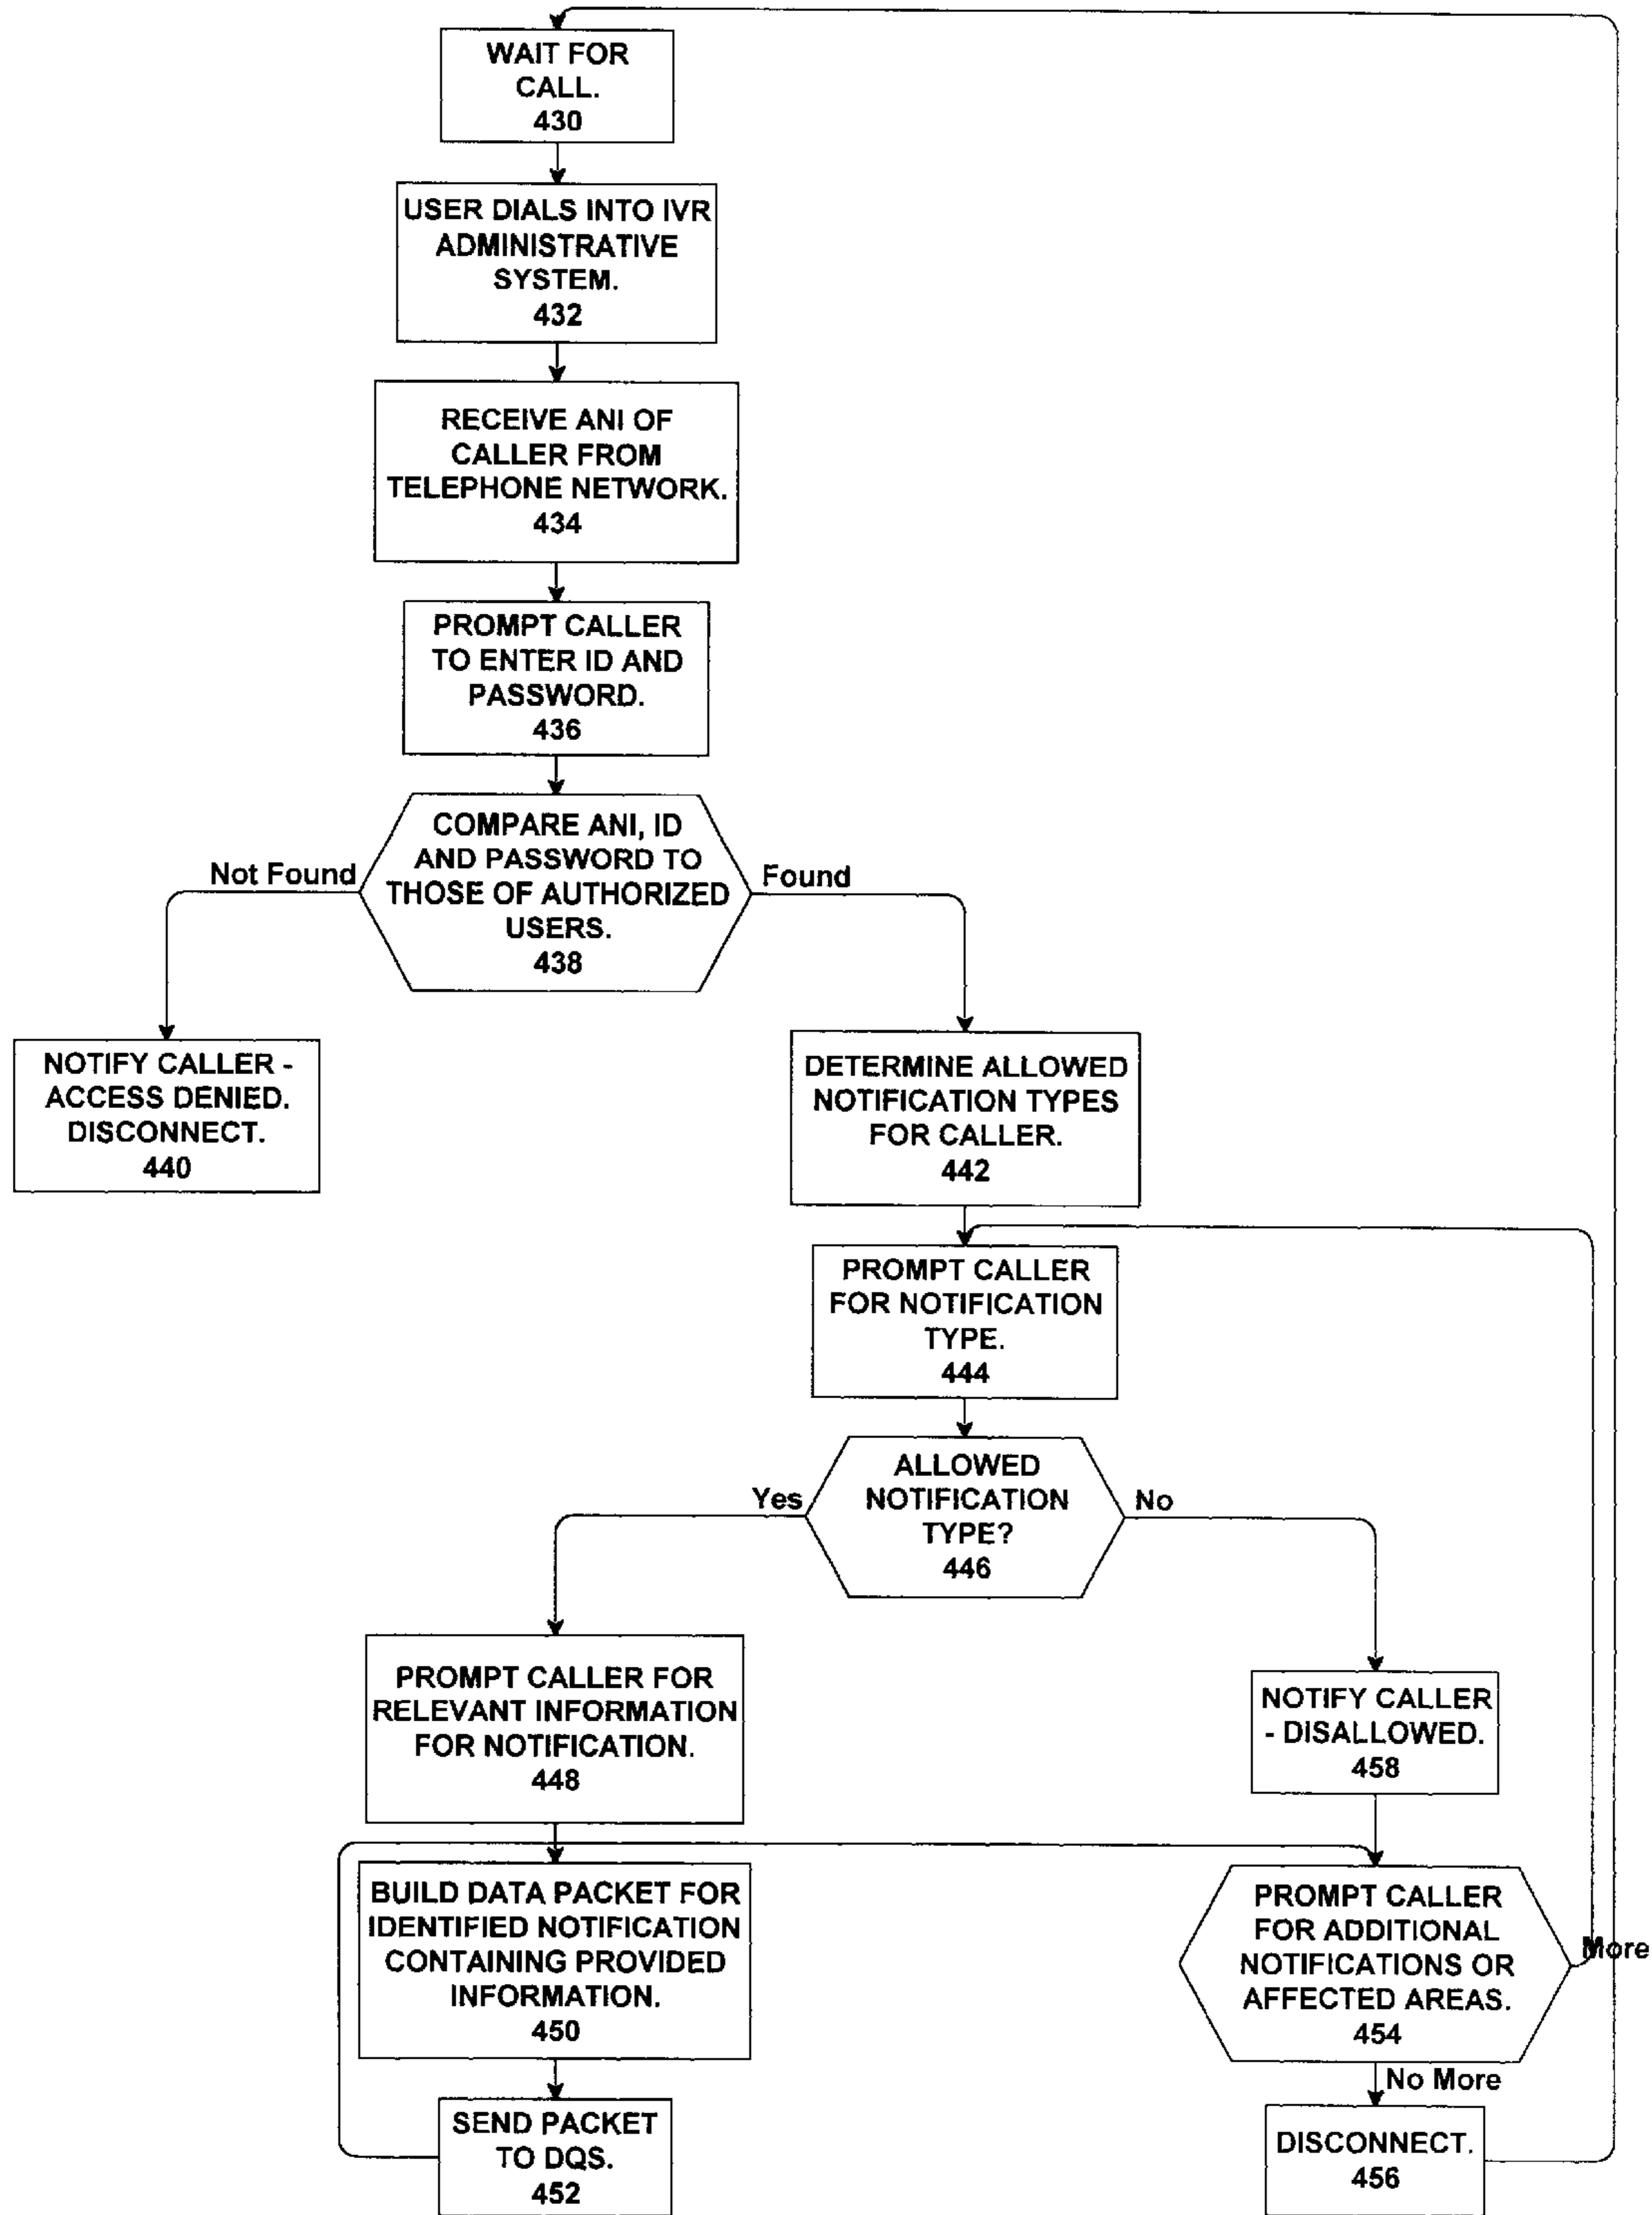 WAIT FOR
CALL.
430
USER DIALS INTO IVR
ADMINISTRATIVE
SYSTEM.
432
RECEIVE ANI OF
CALLER FROM
TELEPHONE NETWORK.
434
PROMPT CALLER
TO ENTER ID AND
PASSWORD.
436
COMPARE ANI, ID
AND PASSWORD TO
THOSE OF AUTHORIZED
USERS.
438
Not Found
Found
NOTIFY CALLER -
ACCESS DENIED.
DISCONNECT.
440
DETERMINE ALLOWED
NOTIFICATION TYPES
FOR CALLER.
442
PROMPT CALLER
FOR NOTIFICATION
TYPE.
444
ALLOWED
NOTIFICATION
TYPE?
446
Yes
No
PROMPT CALLER FOR
RELEVANT INFORMATION
FOR NOTIFICATION.
448
NOTIFY CALLER
- DISALLOWED.
458
BUILD DATA PACKET FOR
IDENTIFIED NOTIFICATION
CONTAINING PROVIDED
INFORMATION.
450
PROMPT CALLER
FOR ADDITIONAL
NOTIFICATIONS OR
AFFECTED AREAS.
454
More
No More
SEND PACKET
TO DQS.
452
DISCONNECT.
456